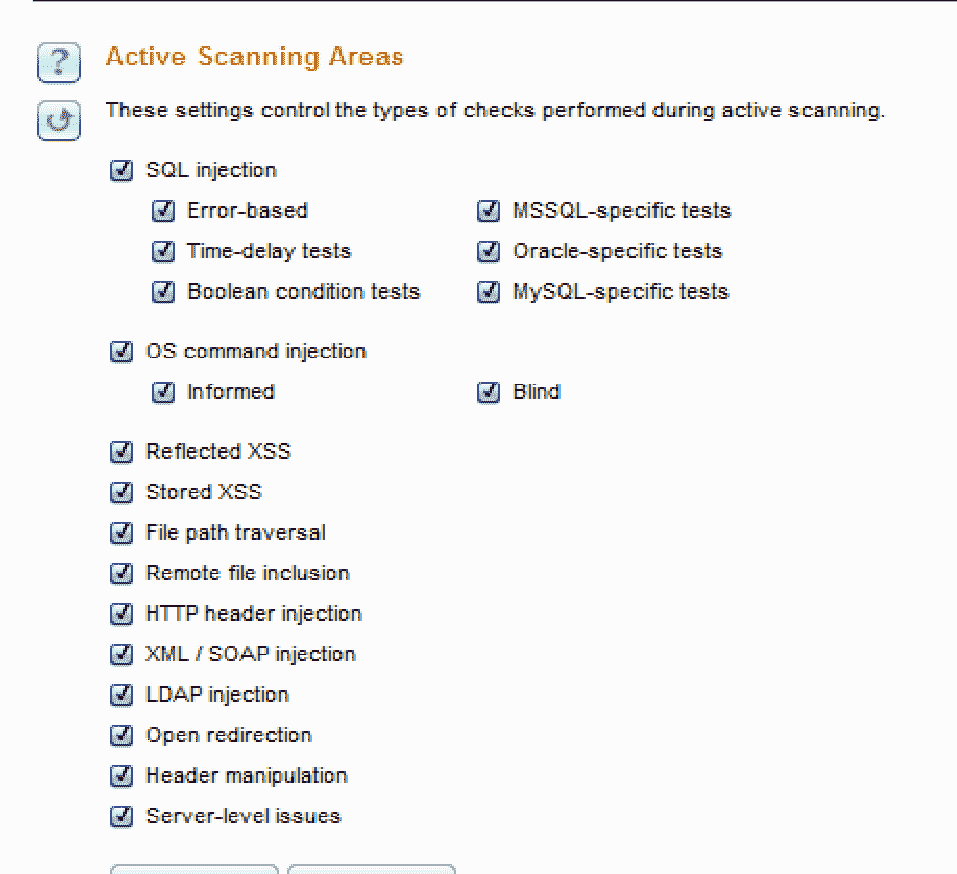 ?
Active Scanning Areas
These settings control the types of checks performed during active scanning.
SQL injection
Error-based MSSQL-specific tests
Time-delay tests Oracle-specific tests
Boolean condition tests MySQL-specific tests
OS command injection
Informed Blind
Reflected XSS
Stored XSS
File path traversal
Remote file inclusion
HTTP header injection
XML / SOAP injection
LDAP injection
Open redirection
Header manipulation
Server-level issues